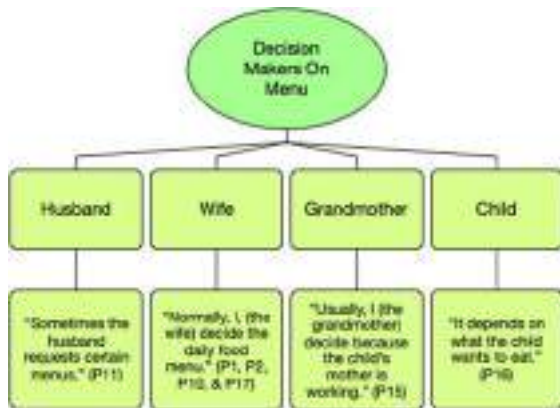 Decision
Makers On
Menu
Husband
Wife
Grandmother
Child
"Sometimes the
husband
requests certain
menus." (P11)
"Normally, I, (the
wife) decide the
daily food
menu." (P1, P2,
P10, & P17)
"Usually, I (the
grandmother)
decide because
the child's
mother is
working." (P15)
"It depends on
what the child
wants to eat."
(P16)